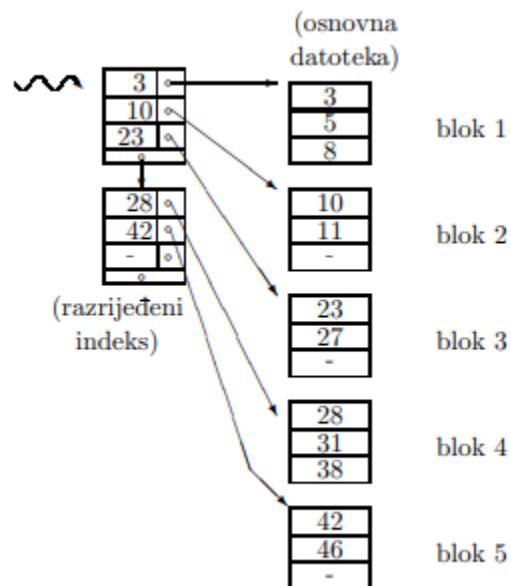 (osnovna
datoteka)
3
10
23
28
42
-
(razrijeđeni
indeks)
3
5
8
blok 1
10
11
-
blok 2
23
27
-
blok 3
28
31
38
blok 4
42
46
-
blok 5